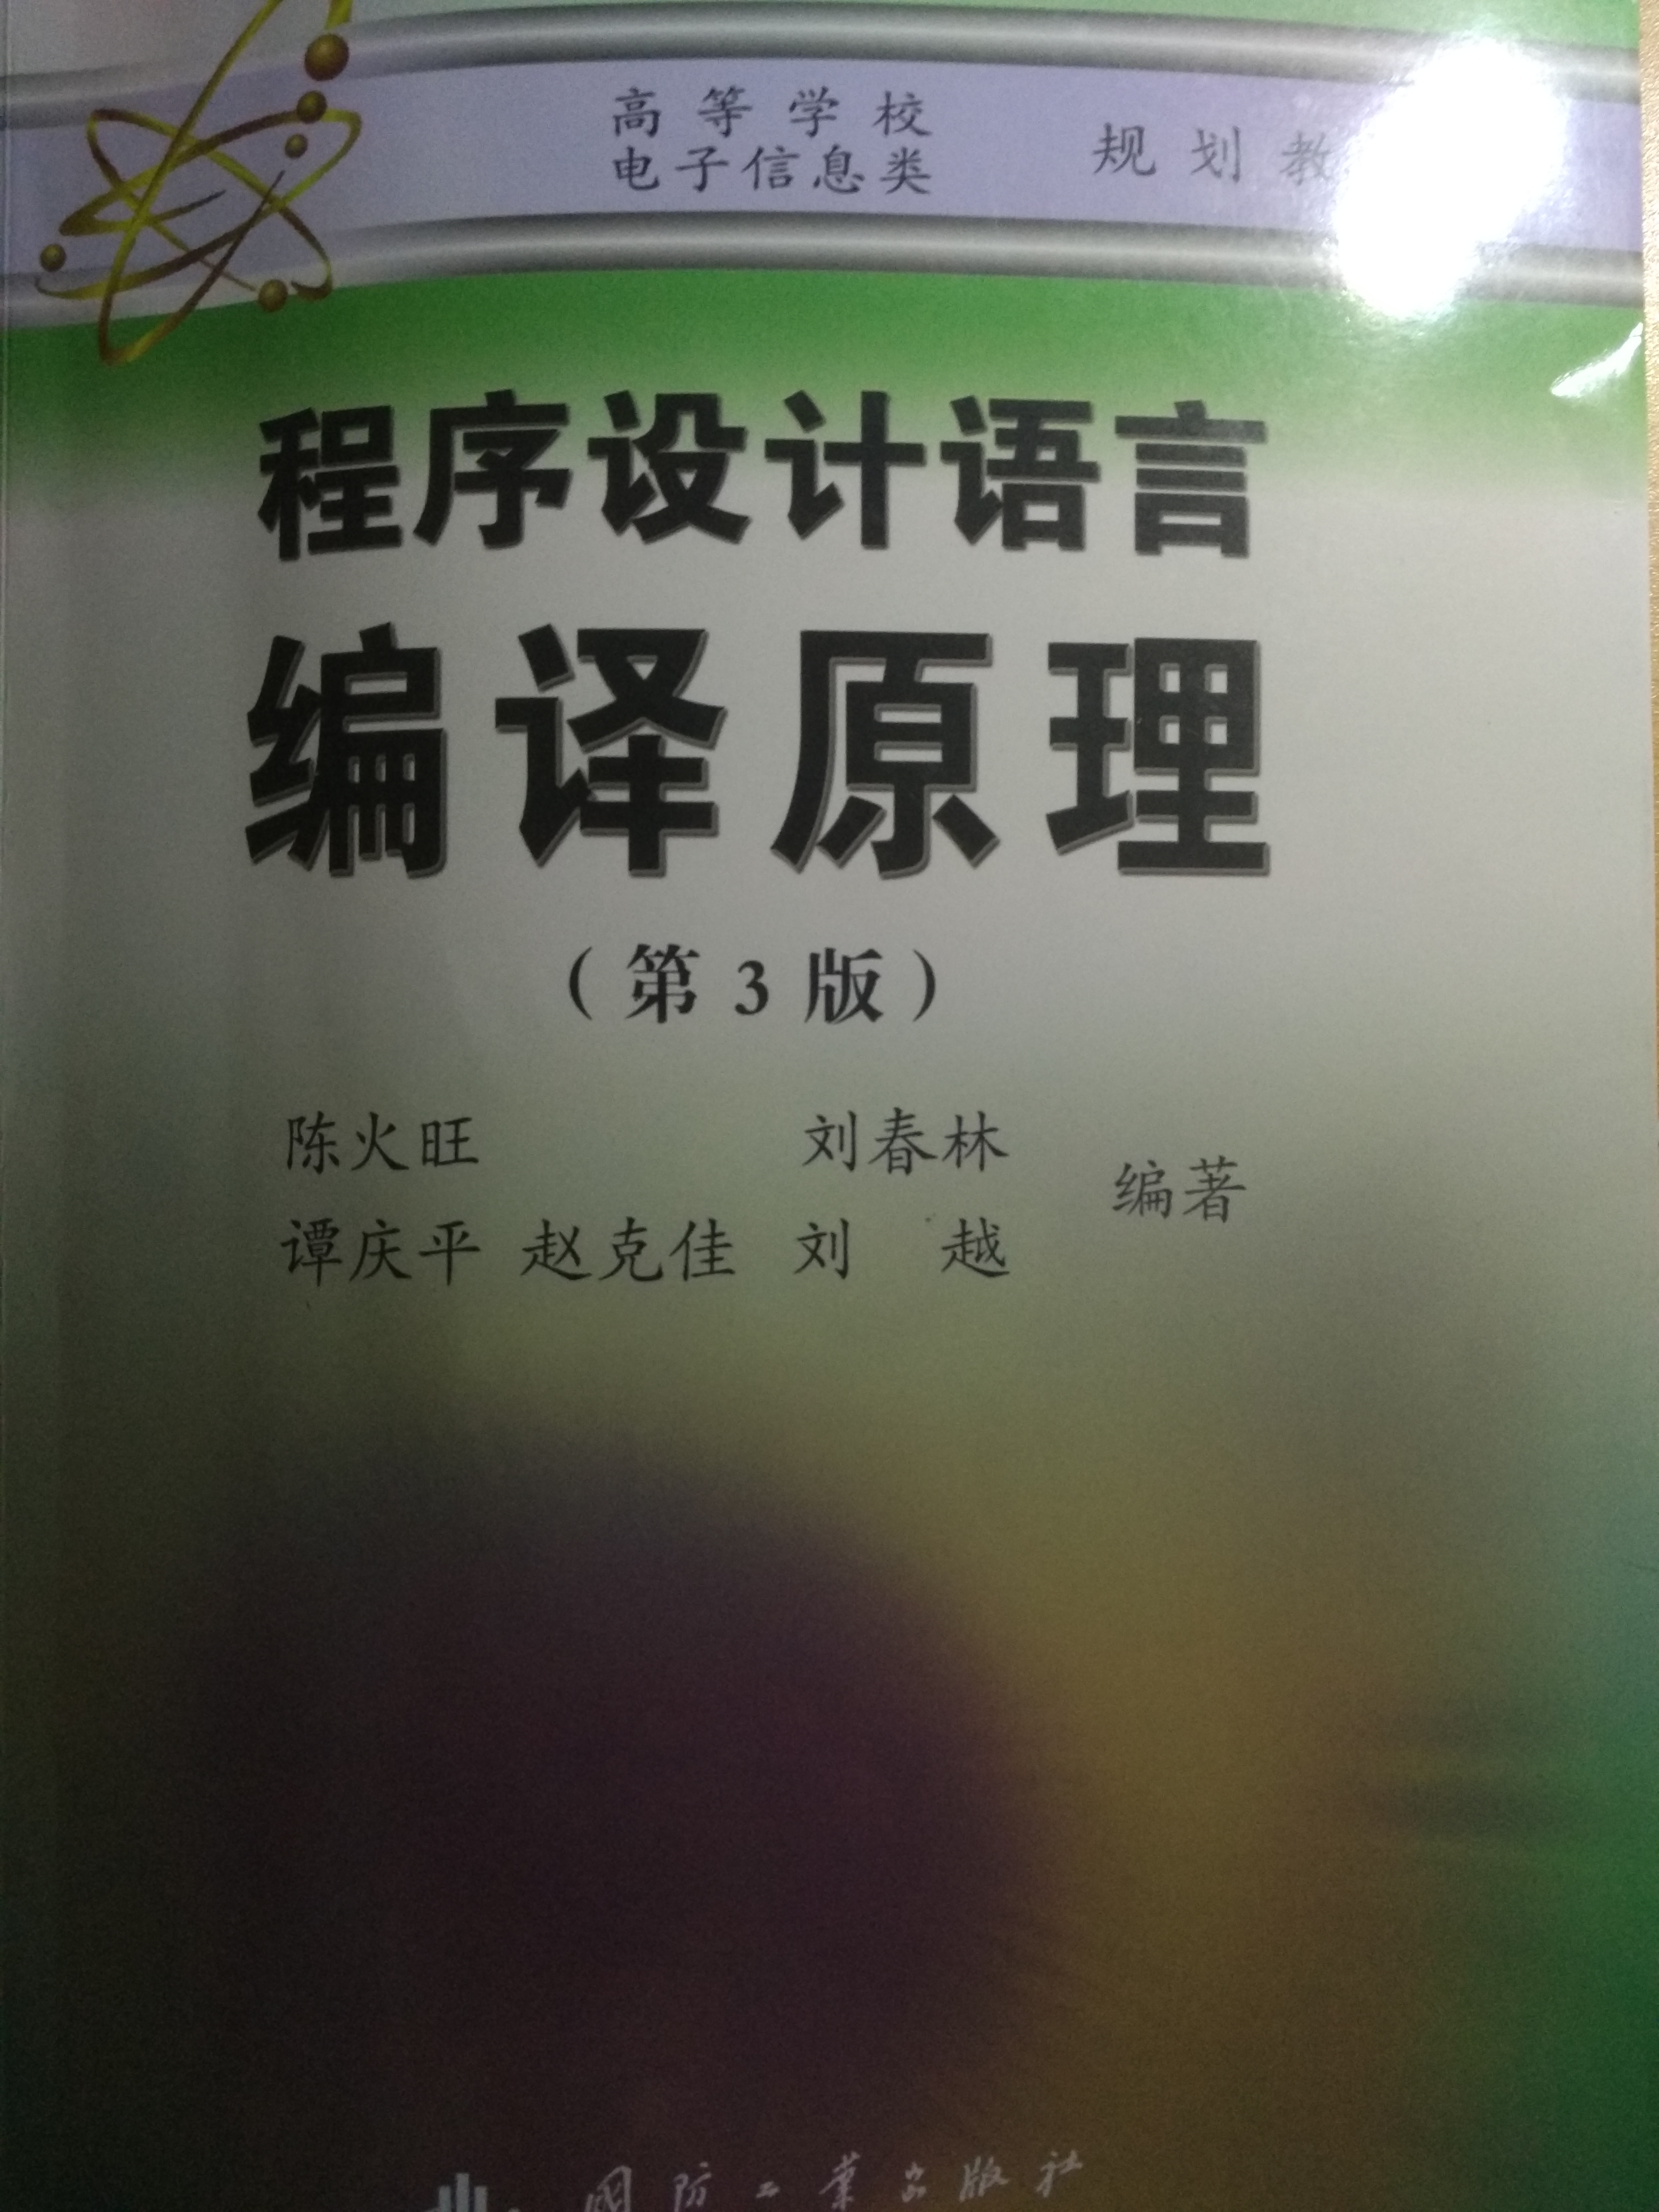 高等学校
电子信息类
规划教
程序设计语言
编译原理
（第3版）
陈火旺 刘春林
谭庆平 赵克佳 刘越
编著
国防工业出版社